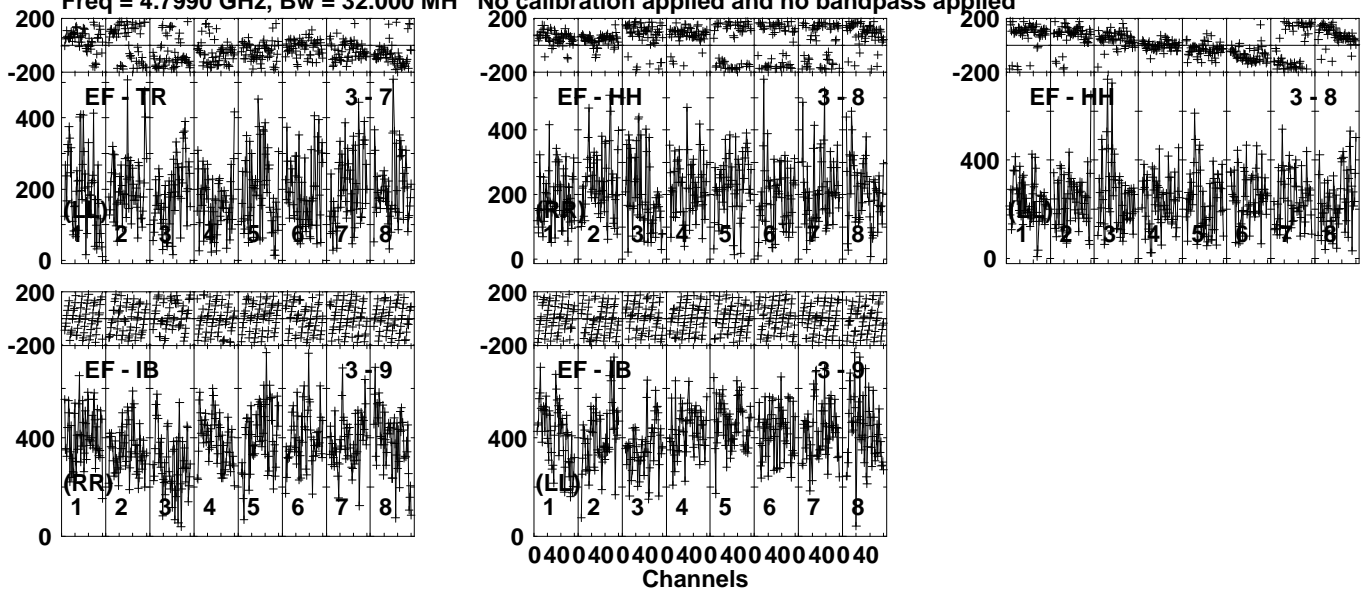 Freq = 4.7990 GHz, Bw = 32.000 MH No calibration applied and no bandpass applied
200
-200
EF - TR 3 - 7
400
200
0
(LL)
1 2 3 4 5 6 7 8
200
-200
EF - HH 3 - 8
400
200
0
(RR)
1 2 3 4 5 6 7 8
200
-200
EF - HH 3 - 8
400
0
(LL)
1 2 3 4 5 6 7 8
200
-200
EF - IB 3 - 9
400
0
(RR)
1 2 3 4 5 6 7 8
200
-200
EF - IB 3 - 9
400
0
(LL)
1 2 3 4 5 6 7 8
0 40 0 40 0 40 0 40 0 40 0 40 0 40 0 40
Channels